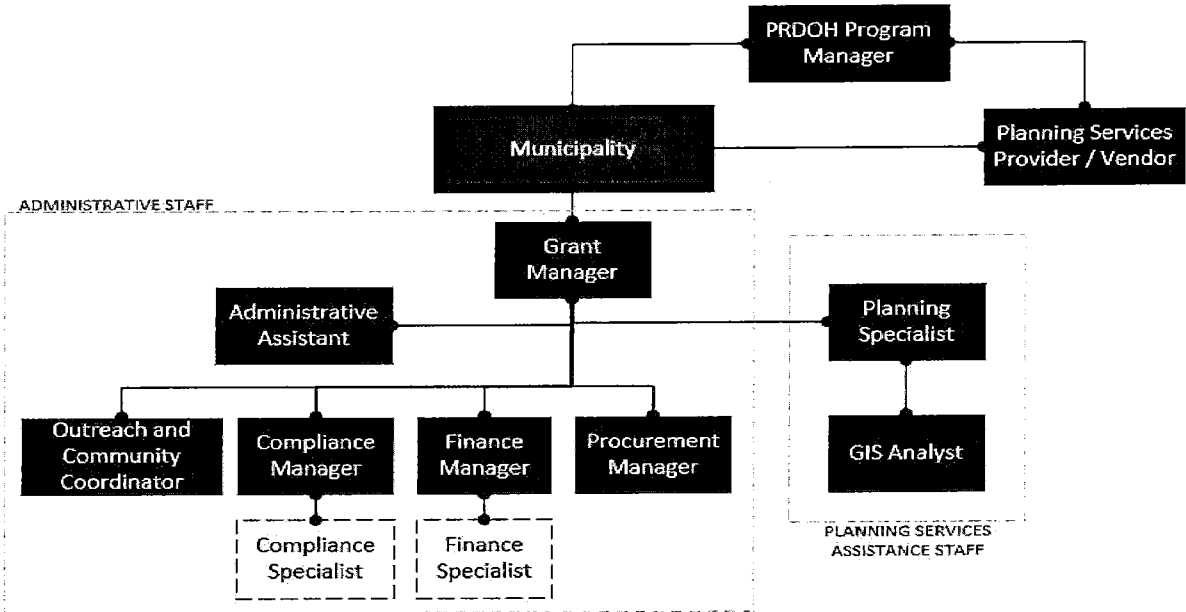 PRDOH Program
Manager
Municipality
Planning Services
Provider / Vendor
ADMINISTRATIVE STAFF
Grant
Manager
Administrative
Assistant
Planning
Specialist
Outreach and
Community
Coordinator
Compliance
Manager
Finance
Manager
Procurement
Manager
GIS Analyst
Compliance
Specialist
Finance
Specialist
PLANNING SERVICES
ASSISTANCE STAFF